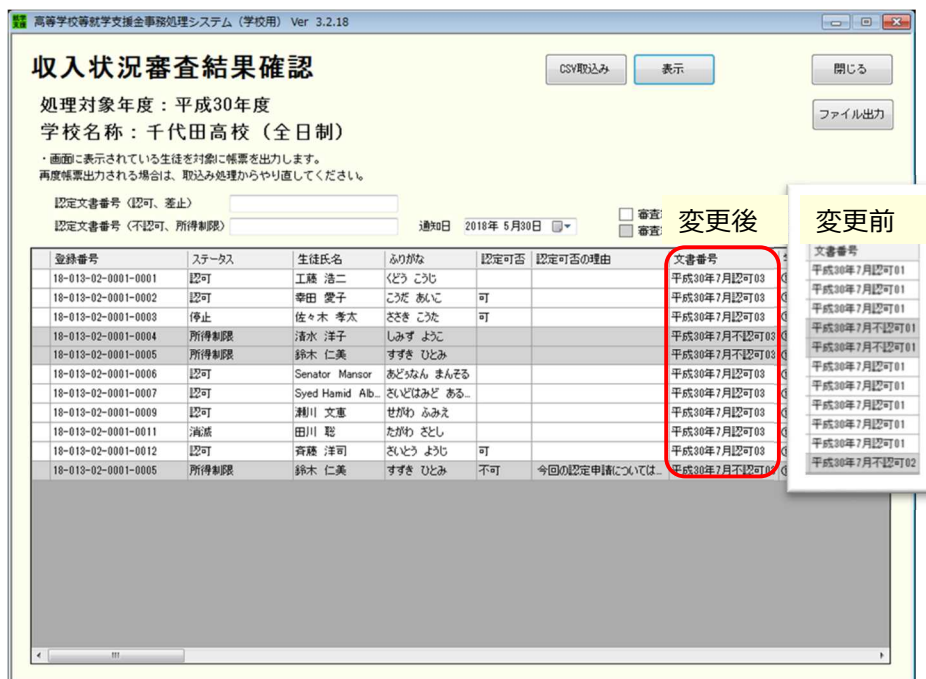 高等学校等就学支援金事務処理システム（学校用） Ver 3.2.18
収入状況審査結果確認
CSV取込み 表示 閉じる
ファイル出力
処理対象年度：平成30年度
学校名称：千代田高校（全日制）
・画面に表示されている生徒を対象に帳票を出力します。
再度帳票出力される場合は、取込み処理からやり直してください。
認定文書番号（認可、差止）
認定文書番号（不認可、所得制限） 通知日 2018年 5月30日
審査
審査
変更後 変更前
登録番号 ステータス 生徒氏名 ふりがな 認定可否 認定可否の理由 文書番号
18-013-02-0001-0001 認可 工藤 浩二 くどう こうじ 平成30年7月認可03
18-013-02-0001-0002 認可 幸田 愛子 こうだ あいこ 可 平成30年7月認可03
18-013-02-0001-0003 停止 佐々木 孝太 ささき こうた 可 平成30年7月認可03
18-013-02-0001-0004 所得制限 清水 洋子 しみず ようこ 平成30年7月不認可03
18-013-02-0001-0005 所得制限 鈴木 仁美 すずき ひとみ 平成30年7月不認可03
18-013-02-0001-0006 認可 Senator Mansor あどぅなん まんそる 平成30年7月認可03
18-013-02-0001-0007 認可 Syed Hamid Alb… さいどはみど ある… 平成30年7月認可03
18-013-02-0001-0009 認可 瀬川 文恵 せがわ ふみえ 平成30年7月認可03
18-013-02-0001-0011 消滅 田川 聡 たがわ さとし 平成30年7月認可03
18-013-02-0001-0012 認可 斉藤 洋司 さいとう ようじ 可 平成30年7月認可03
18-013-02-0001-0005 所得制限 鈴木 仁美 すずき ひとみ 不可 今回の認定申請については… 平成30年7月不認可03
文書番号
平成30年7月認可01
平成30年7月認可01
平成30年7月認可01
平成30年7月不認可01
平成30年7月不認可01
平成30年7月認可01
平成30年7月認可01
平成30年7月認可01
平成30年7月認可01
平成30年7月認可01
平成30年7月不認可02